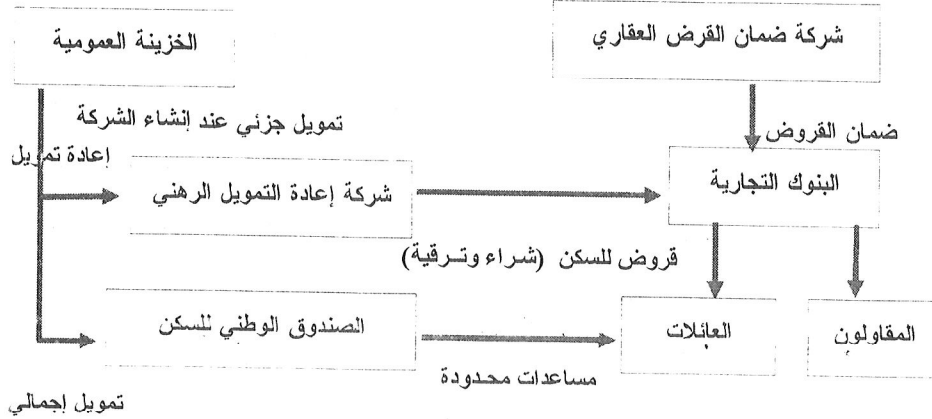 شركة ضمان القرض العقاري
الخزينة العمومية
تمويل جزئي عند إنشاء الشركة
ضمان القروض
إعادة تمويل
البنوك التجارية
شركة إعادة التمويل الرهني
قروض للسكن (شراء وترقية)
الصندوق الوطني للسكن
العائلات
المقاولون
مساعدات محدودة
تمويل إجمالي